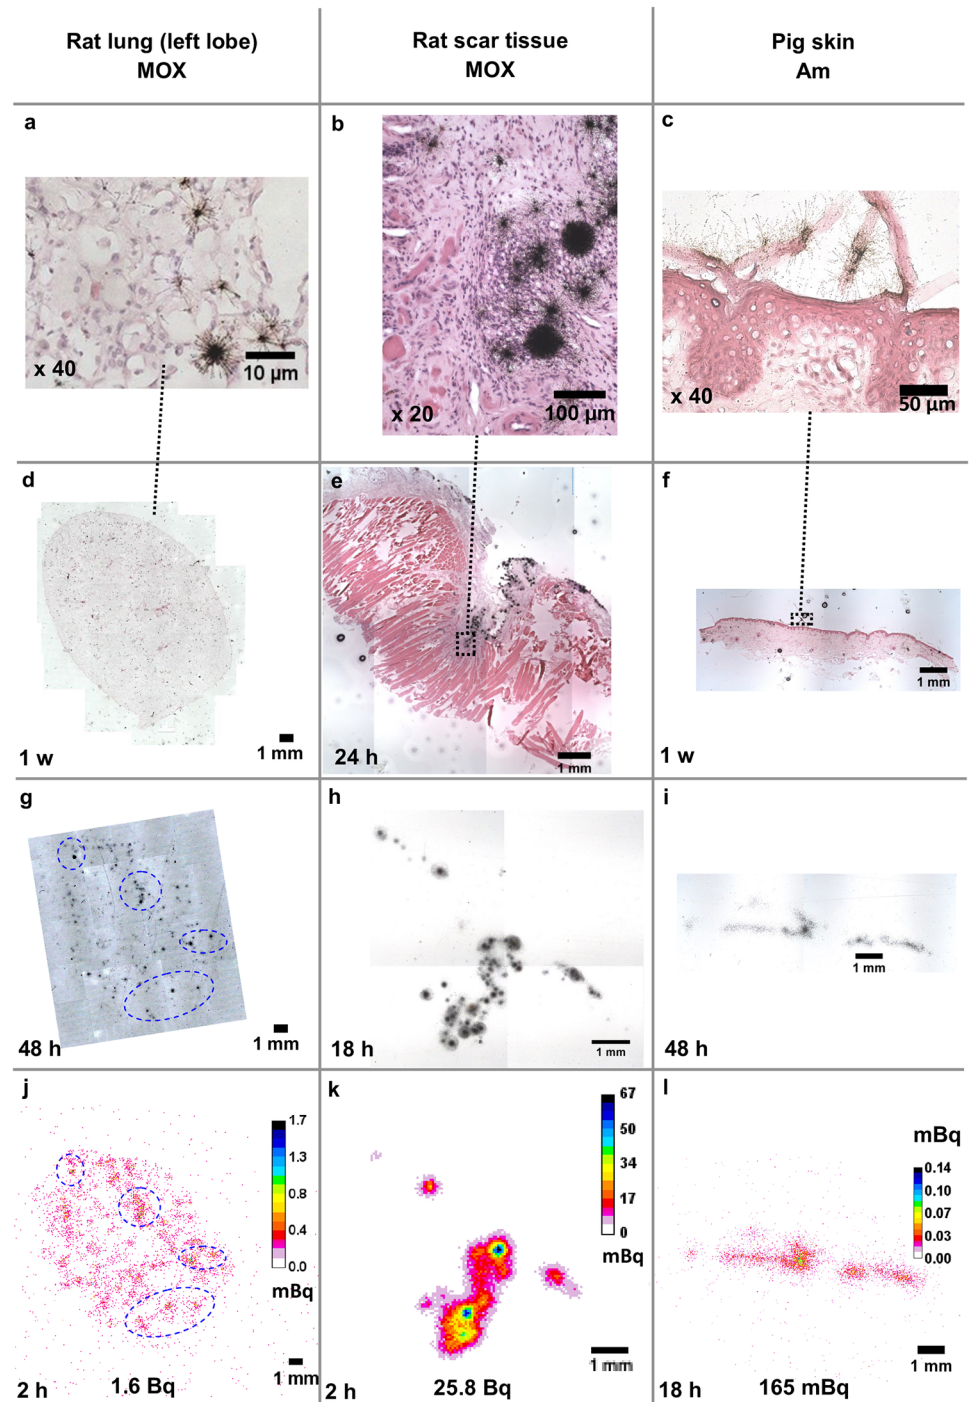 Rat lung (left lobe)
MOX
Rat scar tissue
MOX
Pig skin
Am
a
x 40
10 µm
b
x 20
100 µm
c
x 40
50 µm
d
1 w
1 mm
e
24 h
1 mm
f
1 w
1 mm
g
48 h
1 mm
h
18 h
1 mm
i
48 h
1 mm
j
1.7
1.3
0.8
0.4
0.0
mBq
2 h
1.6 Bq
1 mm
k
67
50
34
17
0
mBq
2 h
25.8 Bq
1 mm
l
mBq
0.14
0.10
0.07
0.03
0.00
18 h
165 mBq
1 mm